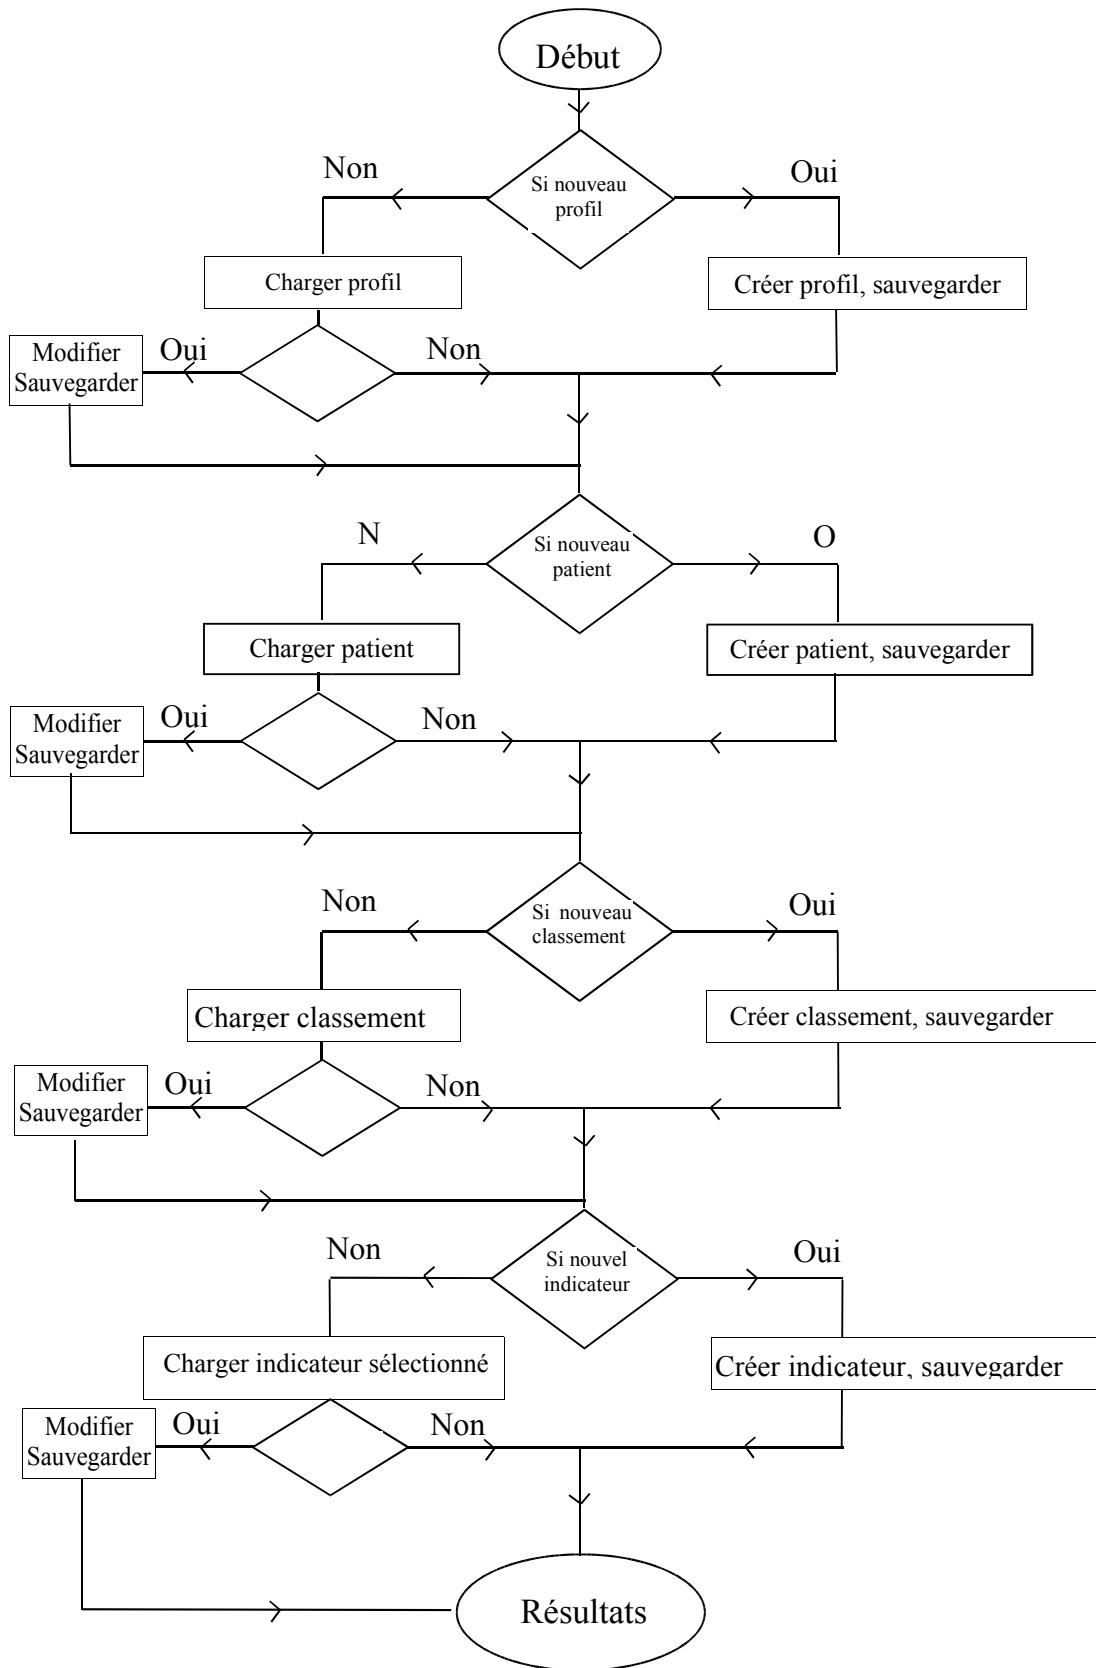 Début
Non
Oui
Si nouveau
profil
Charger profil
Créer profil, sauvegarder
Modifier
Sauvegarder
Oui
Non
N
O
Si nouveau
patient
Charger patient
Créer patient, sauvegarder
Modifier
Sauvegarder
Oui
Non
Non
Oui
Si nouveau
classement
Charger classement
Créer classement, sauvegarder
Modifier
Sauvegarder
Oui
Non
Non
Oui
Si nouvel
indicateur
Charger indicateur sélectionné
Créer indicateur, sauvegarder
Modifier
Sauvegarder
Oui
Non
Résultats